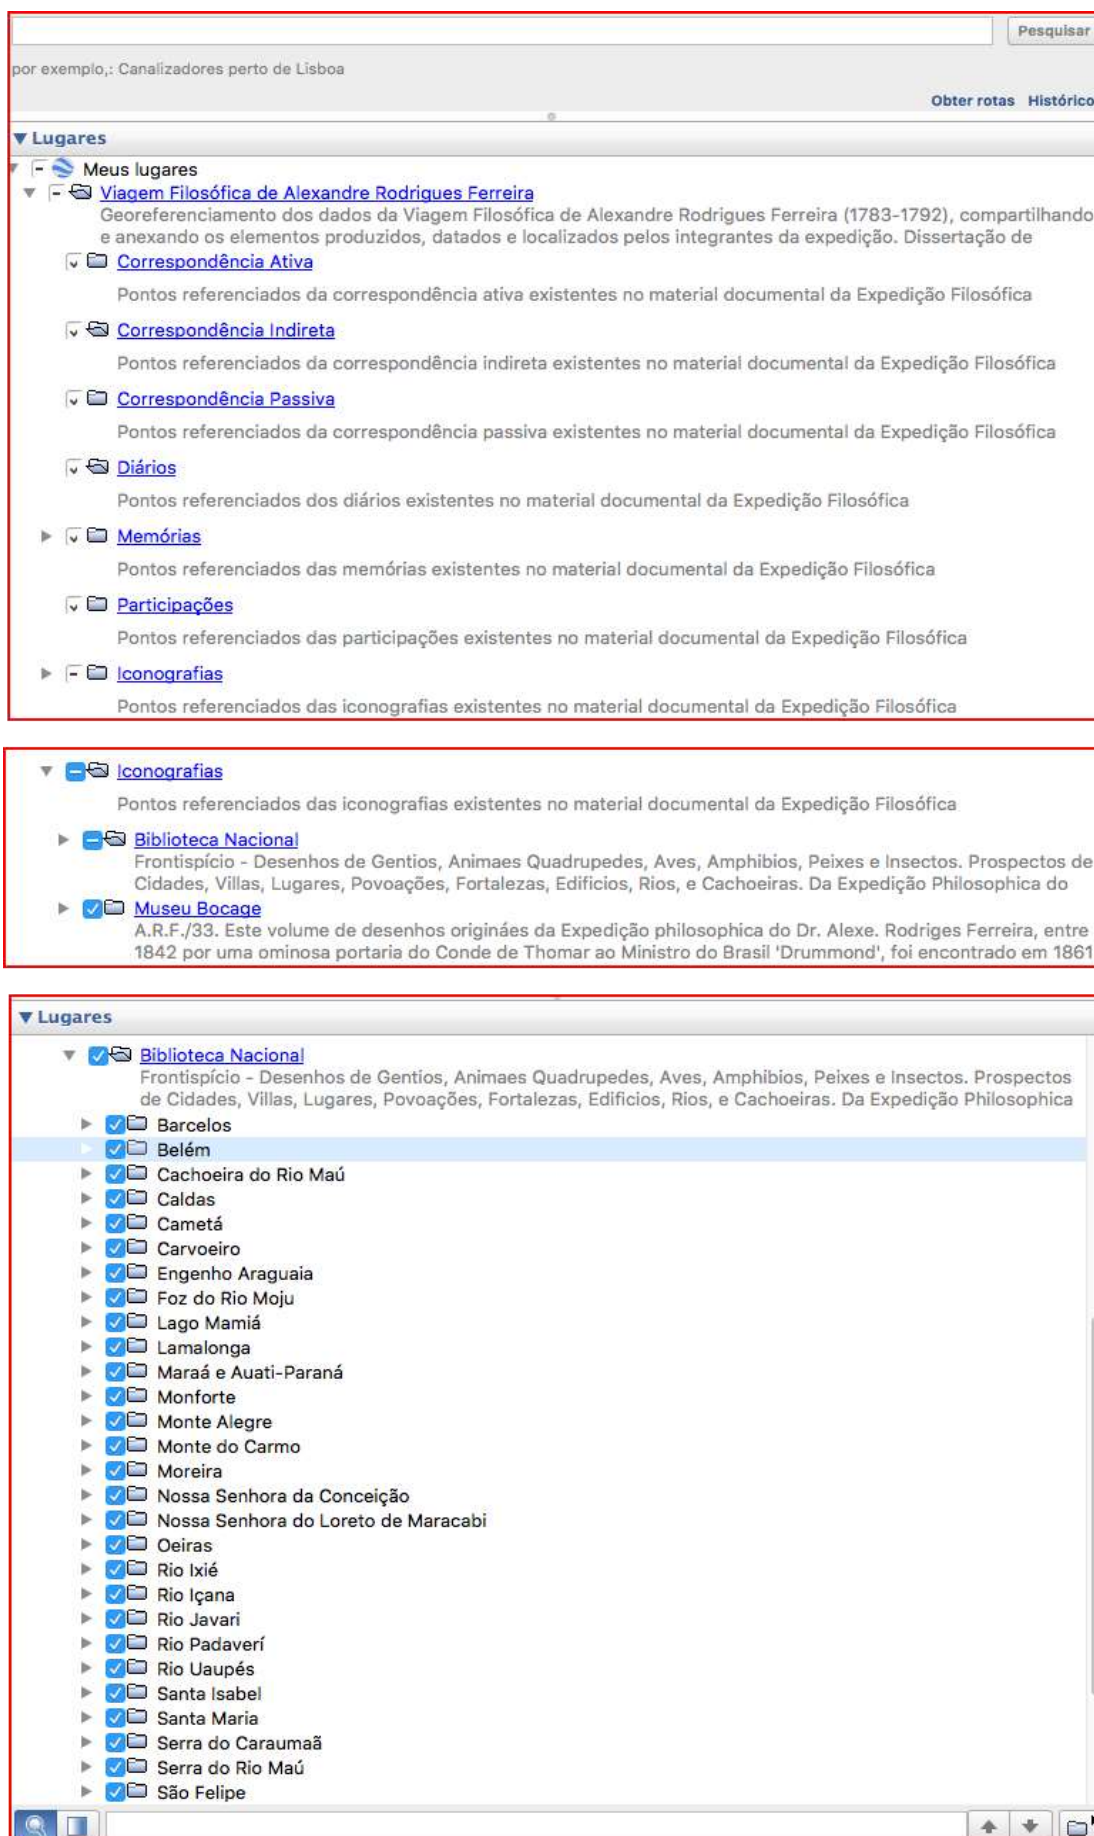 Pesquisar
por exemplo,: Canalizadores perto de Lisboa
Obter rotas Histórico
Lugares
Meus lugares
Viagem Filosófica de Alexandre Rodrigues Ferreira
Georeferenciamento dos dados da Viagem Filosófica de Alexandre Rodrigues Ferreira (1783-1792), compartilhando
e anexando os elementos produzidos, datados e localizados pelos integrantes da expedição. Dissertação de
Correspondência Ativa
Pontos referenciados da correspondência ativa existentes no material documental da Expedição Filosófica
Correspondência Indireta
Pontos referenciados da correspondência indireta existentes no material documental da Expedição Filosófica
Correspondência Passiva
Pontos referenciados da correspondência passiva existentes no material documental da Expedição Filosófica
Diários
Pontos referenciados dos diários existentes no material documental da Expedição Filosófica
Memórias
Pontos referenciados das memórias existentes no material documental da Expedição Filosófica
Participações
Pontos referenciados das participações existentes no material documental da Expedição Filosófica
Iconografias
Pontos referenciados das iconografias existentes no material documental da Expedição Filosófica
Iconografias
Pontos referenciados das iconografias existentes no material documental da Expedição Filosófica
Biblioteca Nacional
Frontispício - Desenhos de Gentios, Animaes Quadrupedes, Aves, Amphibios, Peixes e Insectos. Prospectos de
Cidades, Villas, Lugares, Povoações, Fortalezas, Edificios, Rios, e Cachoeiras. Da Expedição Philosophica do
Museu Bocage
A.R.F./33. Este volume de desenhos origináes da Expedição philosophica do Dr. Alexe. Rodriges Ferreira, entre
1842 por uma ominosa portaria do Conde de Thomar ao Ministro do Brasil 'Drummond', foi encontrado em 1861
Lugares
Biblioteca Nacional
Frontispício - Desenhos de Gentios, Animaes Quadrupedes, Aves, Amphibios, Peixes e Insectos. Prospectos
de Cidades, Villas, Lugares, Povoações, Fortalezas, Edificios, Rios, e Cachoeiras. Da Expedição Philosophica
Barcelos
Belém
Cachoeira do Rio Maú
Caldas
Cametá
Carvoeiro
Engenho Araguaia
Foz do Rio Moju
Lago Mamiá
Lamalonga
Maraá e Auati-Paraná
Monforte
Monte Alegre
Monte do Carmo
Moreira
Nossa Senhora da Conceição
Nossa Senhora do Loreto de Maracabi
Oeiras
Rio Ixié
Rio Içana
Rio Javari
Rio Padaverí
Rio Uaupés
Santa Isabel
Santa Maria
Serra do Caraumaã
Serra do Rio Maú
São Felipe